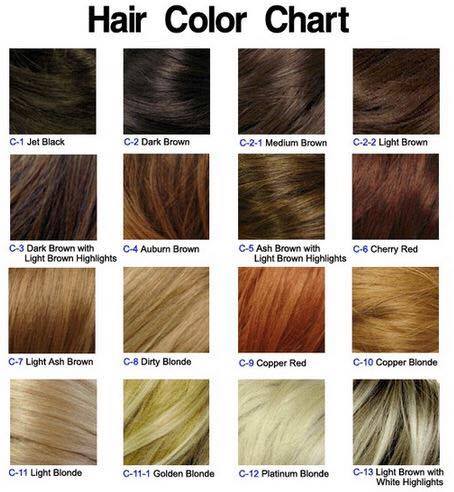 Hair Color Chart
C-1 Jet Black
C-2 Dark Brown
C-2-1 Medium Brown
C-2-2 Light Brown
C-3 Dark Brown with
Light Brown Highlights
C-4 Auburn Brown
C-5 Ash Brown with
Light Brown Highlights
C-6 Cherry Red
C-7 Light Ash Brown
C-8 Dirty Blonde
C-9 Copper Red
C-10 Copper Blonde
C-11 Light Blonde
C-11-1 Golden Blonde
C-12 Platinum Blonde
C-13 Light Brown with
White Highlights